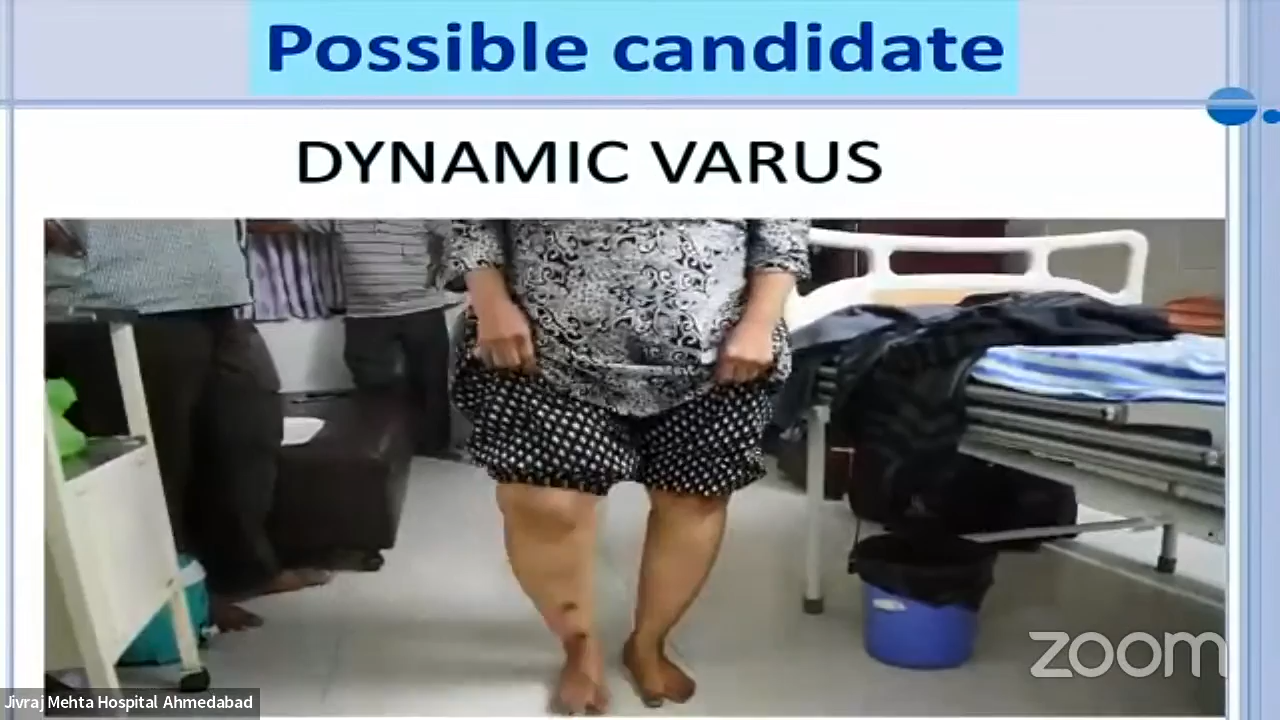 Possible candidate
DYNAMIC VARUS
zoom
Jivraj Mehta Hospital Ahmedabad